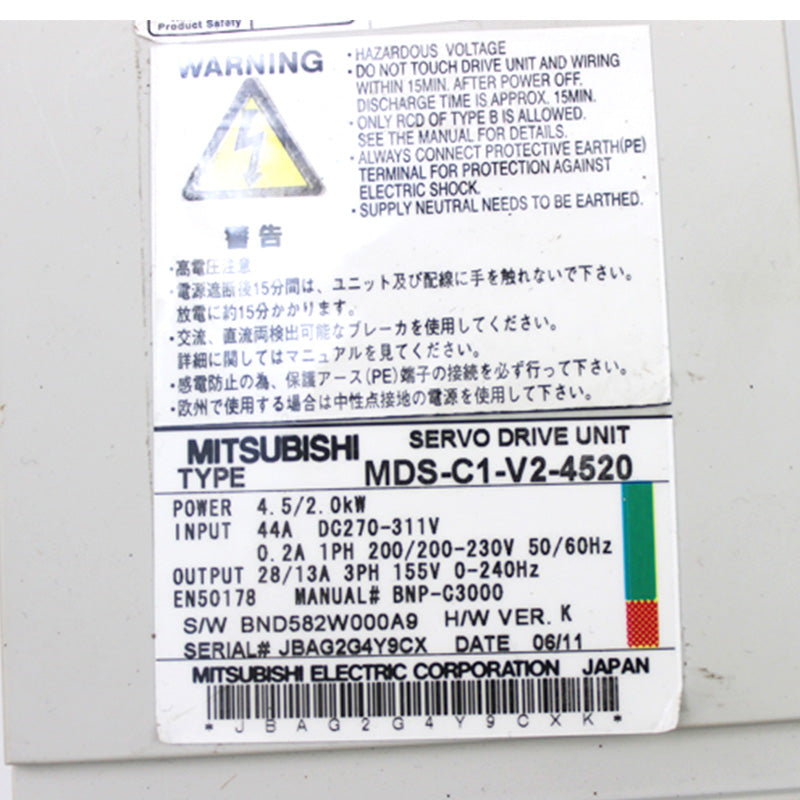 Product Safety
WARNING
・HAZARDOUS VOLTAGE
・DO NOT TOUCH DRIVE UNIT AND WIRING
WITHIN 15MIN. AFTER POWER OFF.
DISCHARGE TIME IS APPROX. 15MIN.
・ONLY RCD OF TYPE B IS ALLOWED.
SEE THE MANUAL FOR DETAILS.
・ALWAYS CONNECT PROTECTIVE EARTH(PE)
TERMINAL FOR PROTECTION AGAINST
ELECTRIC SHOCK.
・SUPPLY NEUTRAL NEEDS TO BE EARTHED.
警告
・高電圧注意
・電源遮断後15分間は、ユニット及び配線に手を触れないで下さい。
放電に約15分かかります。
・交流、直流両検出可能なブレーカを使用してください。
詳細に関してはマニュアルを見てください。
・感電防止の為、保護アース(PE)端子の接続を必ず行って下さい。
・欧州で使用する場合は中性点接地の電源を使用して下さい。
MITSUBISHI SERVO DRIVE UNIT
TYPE MDS-C1-V2-4520
POWER 4.5/2.0kW
INPUT 44A DC270-311V
0.2A 1PH 200/200-230V 50/60Hz
OUTPUT 28/13A 3PH 155V 0-240Hz
EN50178 MANUAL# BNP-C3000
S/W BND582W000A9 H/W VER. K
SERIAL# JBAG2G4Y9CX DATE 06/11
MITSUBISHI ELECTRIC CORPORATION JAPAN
* J B A G 2 G 4 Y 9 C X K *